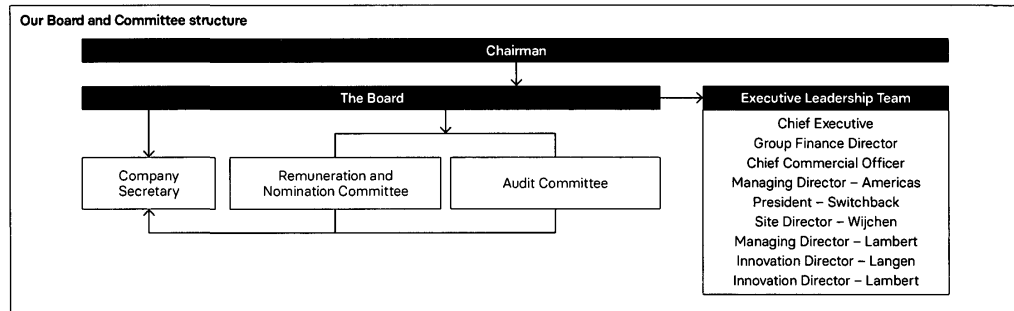 Our Board and Committee structure
Chairman
The Board
Executive Leadership Team
Company
Secretary
Remuneration and
Nomination Committee
Audit Committee
Chief Executive
Group Finance Director
Chief Commercial Officer
Managing Director – Americas
President – Switchback
Site Director – Wijchen
Managing Director – Lambert
Innovation Director – Langen
Innovation Director – Lambert